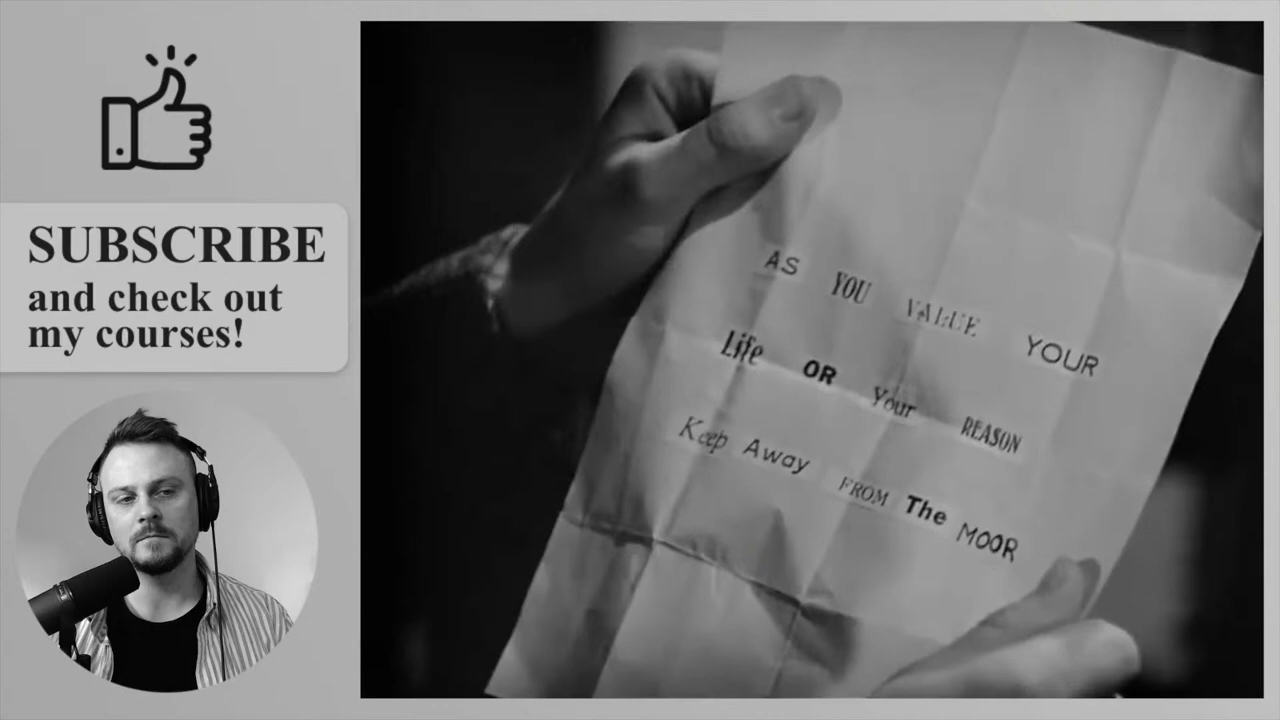 SUBSCRIBE
and check out
my courses!
AS YOU VALUE YOUR
Life OR Your REASON
Keep Away FROM The MOOR